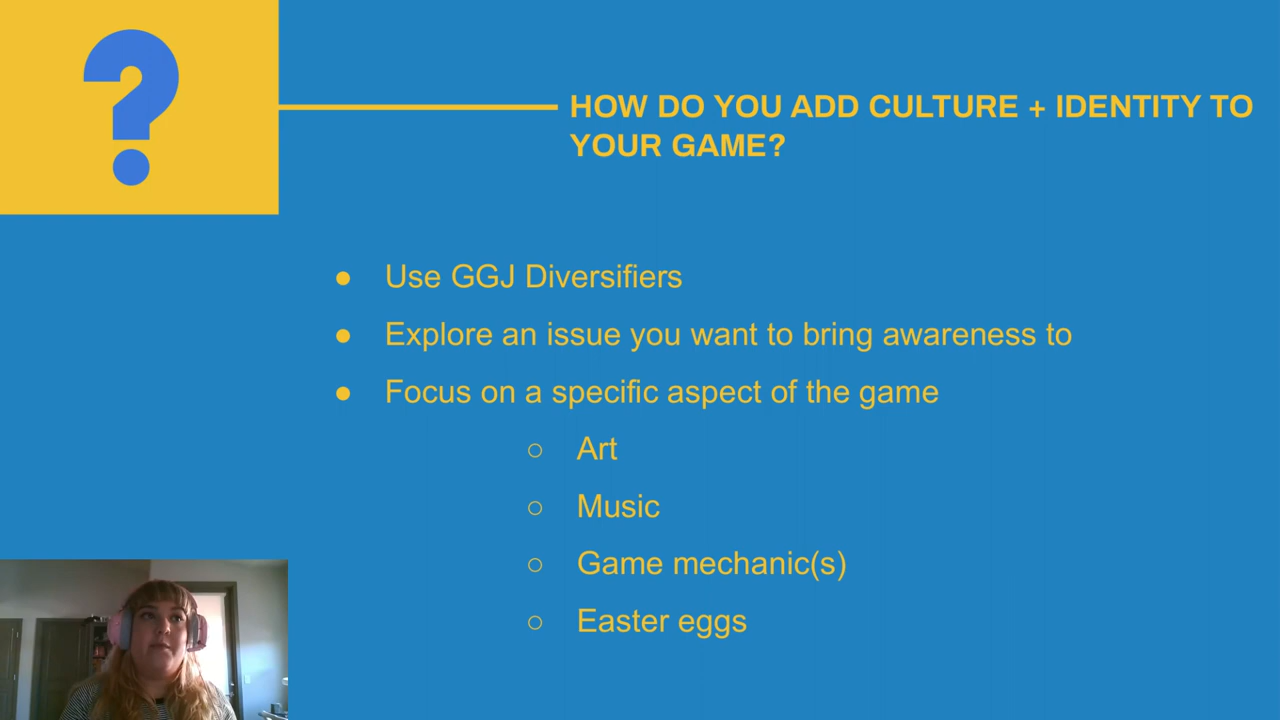 ?
HOW DO YOU ADD CULTURE + IDENTITY TO
YOUR GAME?
● Use GGJ Diversifiers
● Explore an issue you want to bring awareness to
● Focus on a specific aspect of the game
○ Art
○ Music
○ Game mechanic(s)
○ Easter eggs